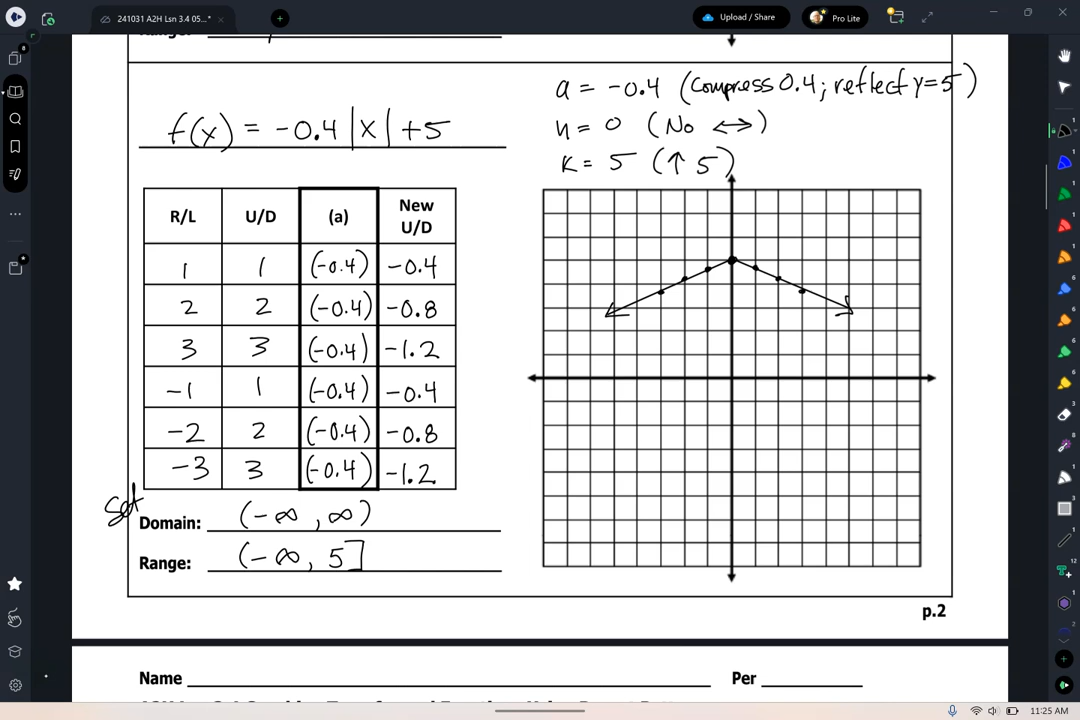 241031 A2H Lsn 3.4 05...*
Upload / Share
Pro Lite
a = -0.4 (compress 0.4; reflect y=5)
f(x) = -0.4|x|+5
h = 0 (No ↔)
k = 5 (↑ 5)
R/L U/D (a) New U/D
1 1 (-0.4) -0.4
2 2 (-0.4) -0.8
3 3 (-0.4) -1.2
-1 1 (-0.4) -0.4
-2 2 (-0.4) -0.8
-3 3 (-0.4) -1.2
Set
Domain: (-∞, ∞)
Range: (-∞, 5]
p.2
Name Per
11:25 AM